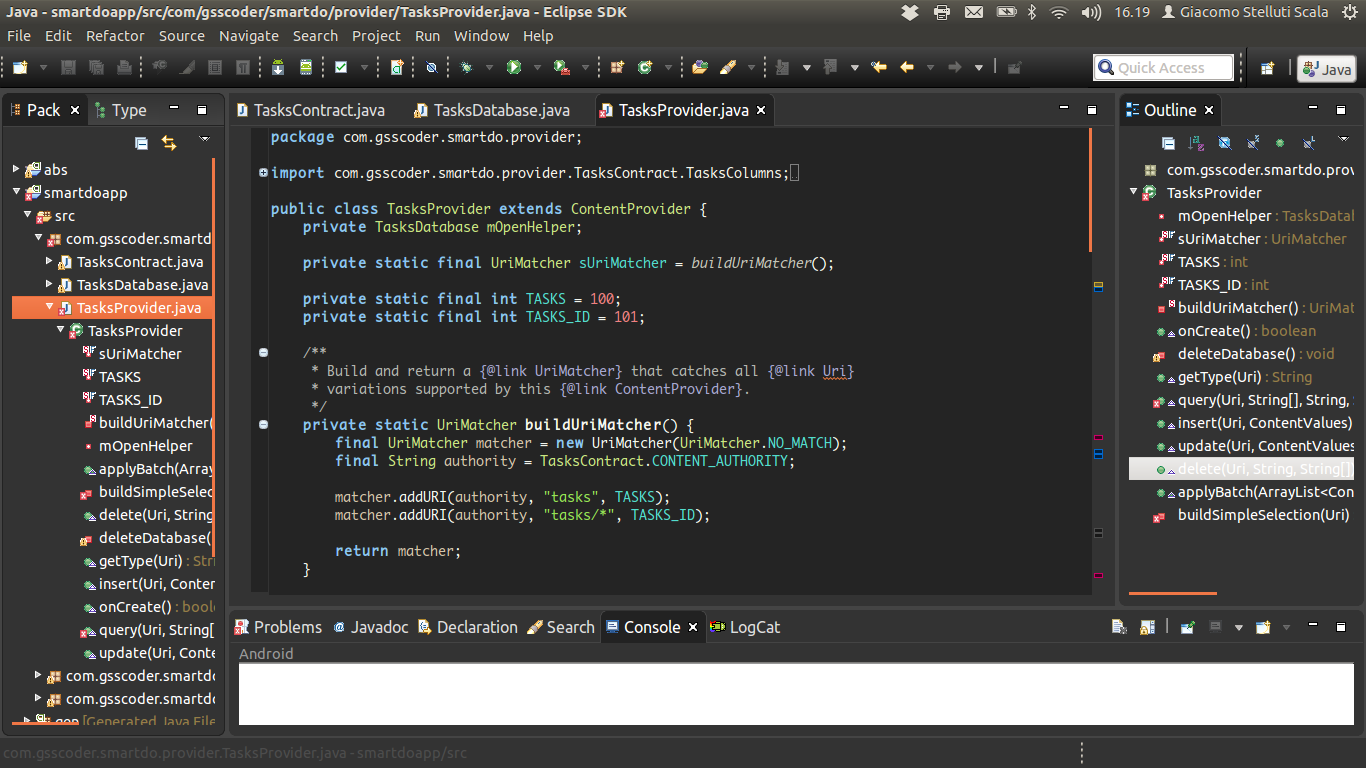 Java - smartdoapp/src/com/gsscoder/smartdo/provider/TasksProvider.java - Eclipse SDK
16.19 Giacomo Stelluti Scala
File Edit Refactor Source Navigate Search Project Run Window Help
Quick Access
Java
Pack
Type
abs
smartdoapp
src
com.gsscoder.smartd
TasksContract.java
TasksDatabase.java
TasksProvider.java
TasksProvider
sUriMatcher
TASKS
TASKS_ID
buildUriMatcher(
mOpenHelper
applyBatch(Array
buildSimpleSelec
delete(Uri, String
deleteDatabase(
getType(Uri) : Stri
insert(Uri, Conten
onCreate() : bool
query(Uri, String[
update(Uri, Conte
com.gsscoder.smartd
com.gsscoder.smartd
gen [Generated Java File
TasksContract.java
TasksDatabase.java
TasksProvider.java
package com.gsscoder.smartdo.provider;
import com.gsscoder.smartdo.provider.TasksContract.TasksColumns;
public class TasksProvider extends ContentProvider {
private TasksDatabase mOpenHelper;
private static final UriMatcher sUriMatcher = buildUriMatcher();
private static final int TASKS = 100;
private static final int TASKS_ID = 101;
/**
* Build and return a {@link UriMatcher} that catches all {@link Uri}
* variations supported by this {@link ContentProvider}.
*/
private static UriMatcher buildUriMatcher() {
final UriMatcher matcher = new UriMatcher(UriMatcher.NO_MATCH);
final String authority = TasksContract.CONTENT_AUTHORITY;
matcher.addURI(authority, "tasks", TASKS);
matcher.addURI(authority, "tasks/*", TASKS_ID);
return matcher;
}
Outline
com.gsscoder.smartdo.prov
TasksProvider
mOpenHelper : TasksDatal
sUriMatcher : UriMatcher
TASKS : int
TASKS_ID : int
buildUriMatcher() : UriMat
onCreate() : boolean
deleteDatabase() : void
getType(Uri) : String
query(Uri, String[], String,
insert(Uri, ContentValues)
update(Uri, ContentValues
delete(Uri, String, String[]
applyBatch(ArrayList<Con
buildSimpleSelection(Uri)
Problems
Javadoc
Declaration
Search
Console
LogCat
Android
com.gsscoder.smartdo.provider.TasksProvider.java - smartdoapp/src